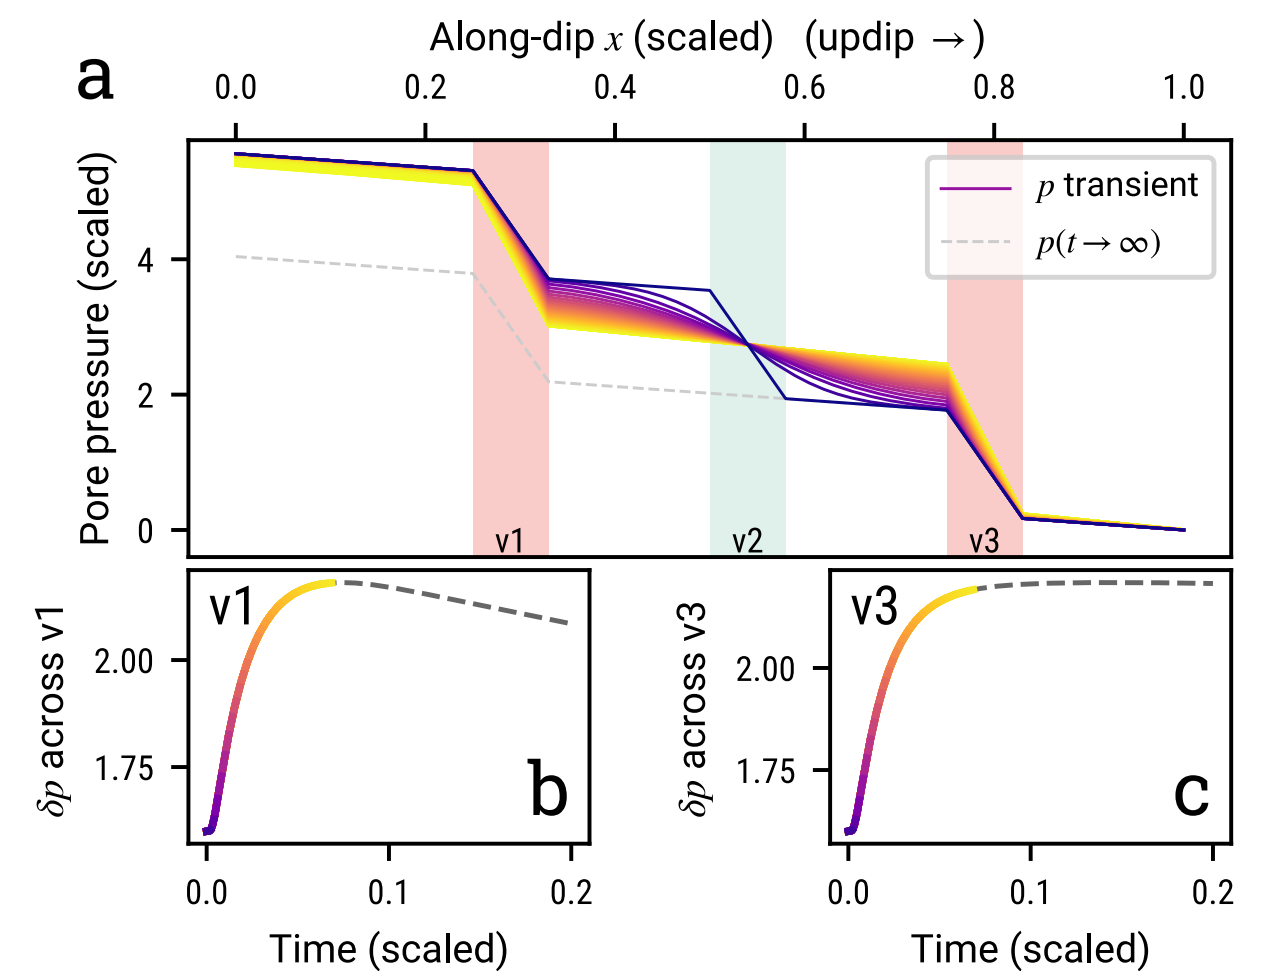 Along-dip x (scaled) (updip →)
a
0.0 0.2 0.4 0.6 0.8 1.0
Pore pressure (scaled)
4
2
0
p transient
p(t→∞)
v1 v2 v3
δp across v1
2.00
1.75
v1
b
0.0 0.1 0.2
Time (scaled)
δp across v3
2.00
1.75
v3
c
0.0 0.1 0.2
Time (scaled)